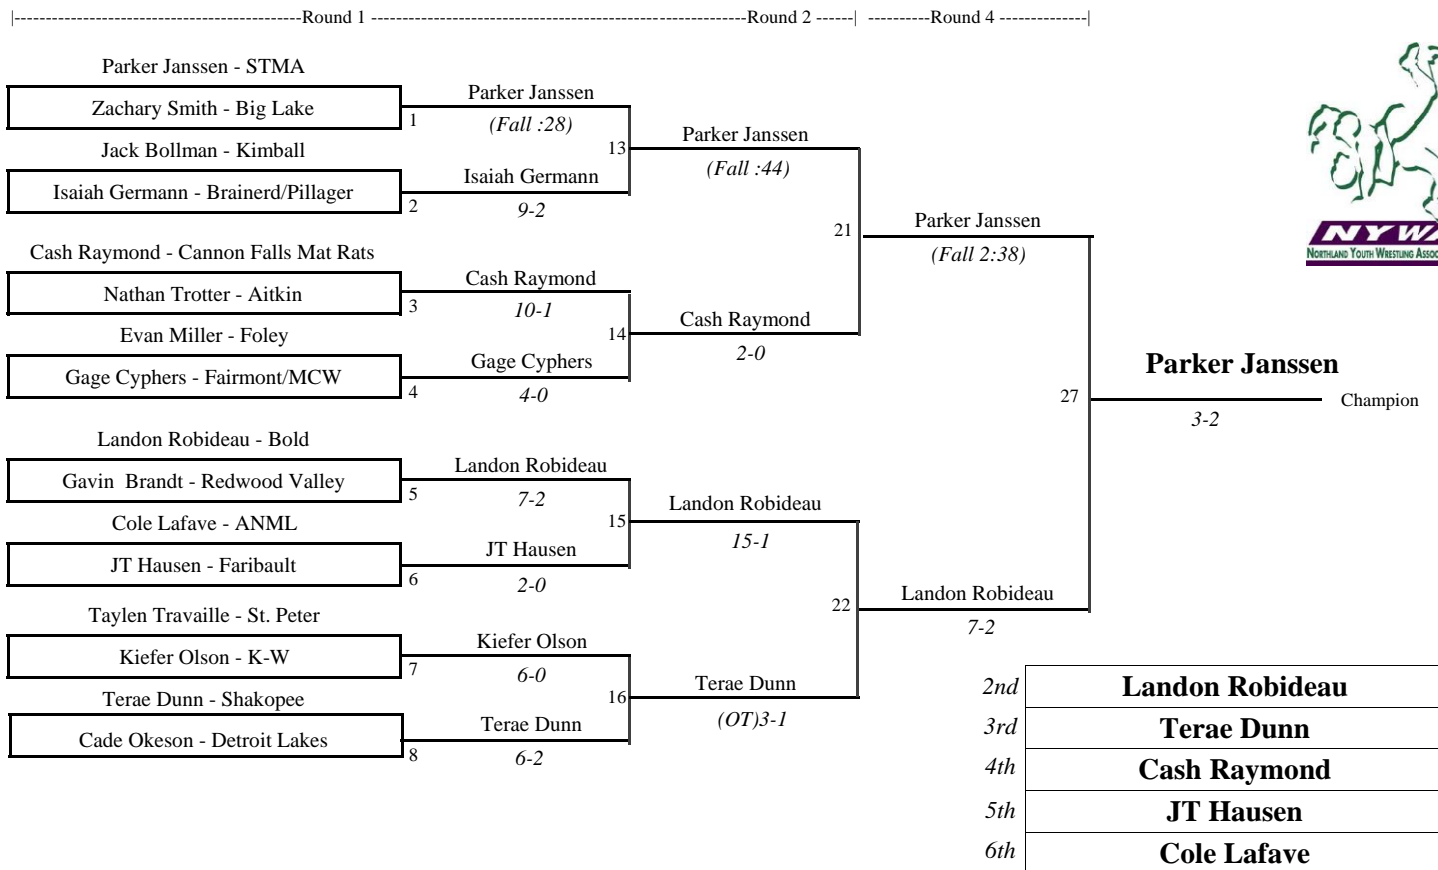 |-----------------------------------------------Round 1 -------------------------------------------------------------Round 2 ------| ----------Round 4 --------------|
Parker Janssen - STMA
Zachary Smith - Big Lake
1
Parker Janssen
(Fall :28)
Jack Bollman - Kimball
Isaiah Germann - Brainerd/Pillager
2
Isaiah Germann
9-2
13
Parker Janssen
(Fall :44)
Cash Raymond - Cannon Falls Mat Rats
Nathan Trotter - Aitkin
3
Cash Raymond
10-1
Evan Miller - Foley
Gage Cyphers - Fairmont/MCW
4
Gage Cyphers
4-0
14
Cash Raymond
2-0
21
Parker Janssen
(Fall 2:38)
Landon Robideau - Bold
Gavin Brandt - Redwood Valley
5
Landon Robideau
7-2
Cole Lafave - ANML
JT Hausen - Faribault
6
JT Hausen
2-0
15
Landon Robideau
15-1
Taylen Travaille - St. Peter
Kiefer Olson - K-W
7
Kiefer Olson
6-0
Terae Dunn - Shakopee
Cade Okeson - Detroit Lakes
8
Terae Dunn
6-2
16
Terae Dunn
(OT)3-1
22
Landon Robideau
7-2
27
Parker Janssen
Champion
3-2
NYWA
Northland Youth Wrestling Assoc
2nd Landon Robideau
3rd Terae Dunn
4th Cash Raymond
5th JT Hausen
6th Cole Lafave